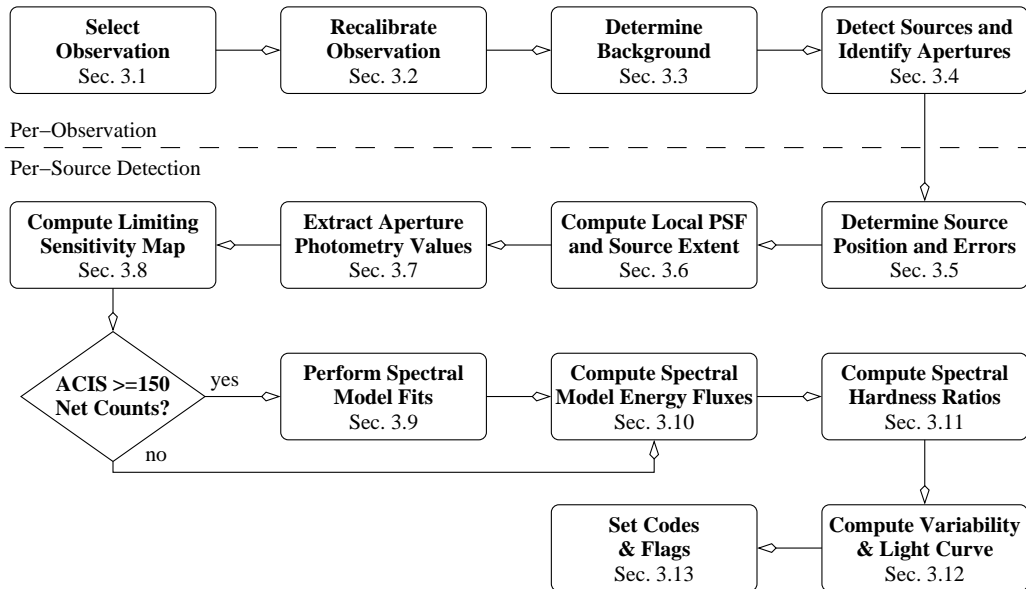 Select
Observation
Sec. 3.1
Recalibrate
Observation
Sec. 3.2
Determine
Background
Sec. 3.3
Detect Sources and
Identify Apertures
Sec. 3.4
Per−Observation
Per−Source Detection
Compute Limiting
Sensitivity Map
Sec. 3.8
Extract Aperture
Photometry Values
Sec. 3.7
Compute Local PSF
and Source Extent
Sec. 3.6
Determine Source
Position and Errors
Sec. 3.5
ACIS >=150
Net Counts?
yes
no
Perform Spectral
Model Fits
Sec. 3.9
Compute Spectral
Model Energy Fluxes
Sec. 3.10
Compute Spectral
Hardness Ratios
Sec. 3.11
Set Codes
& Flags
Sec. 3.13
Compute Variability
& Light Curve
Sec. 3.12